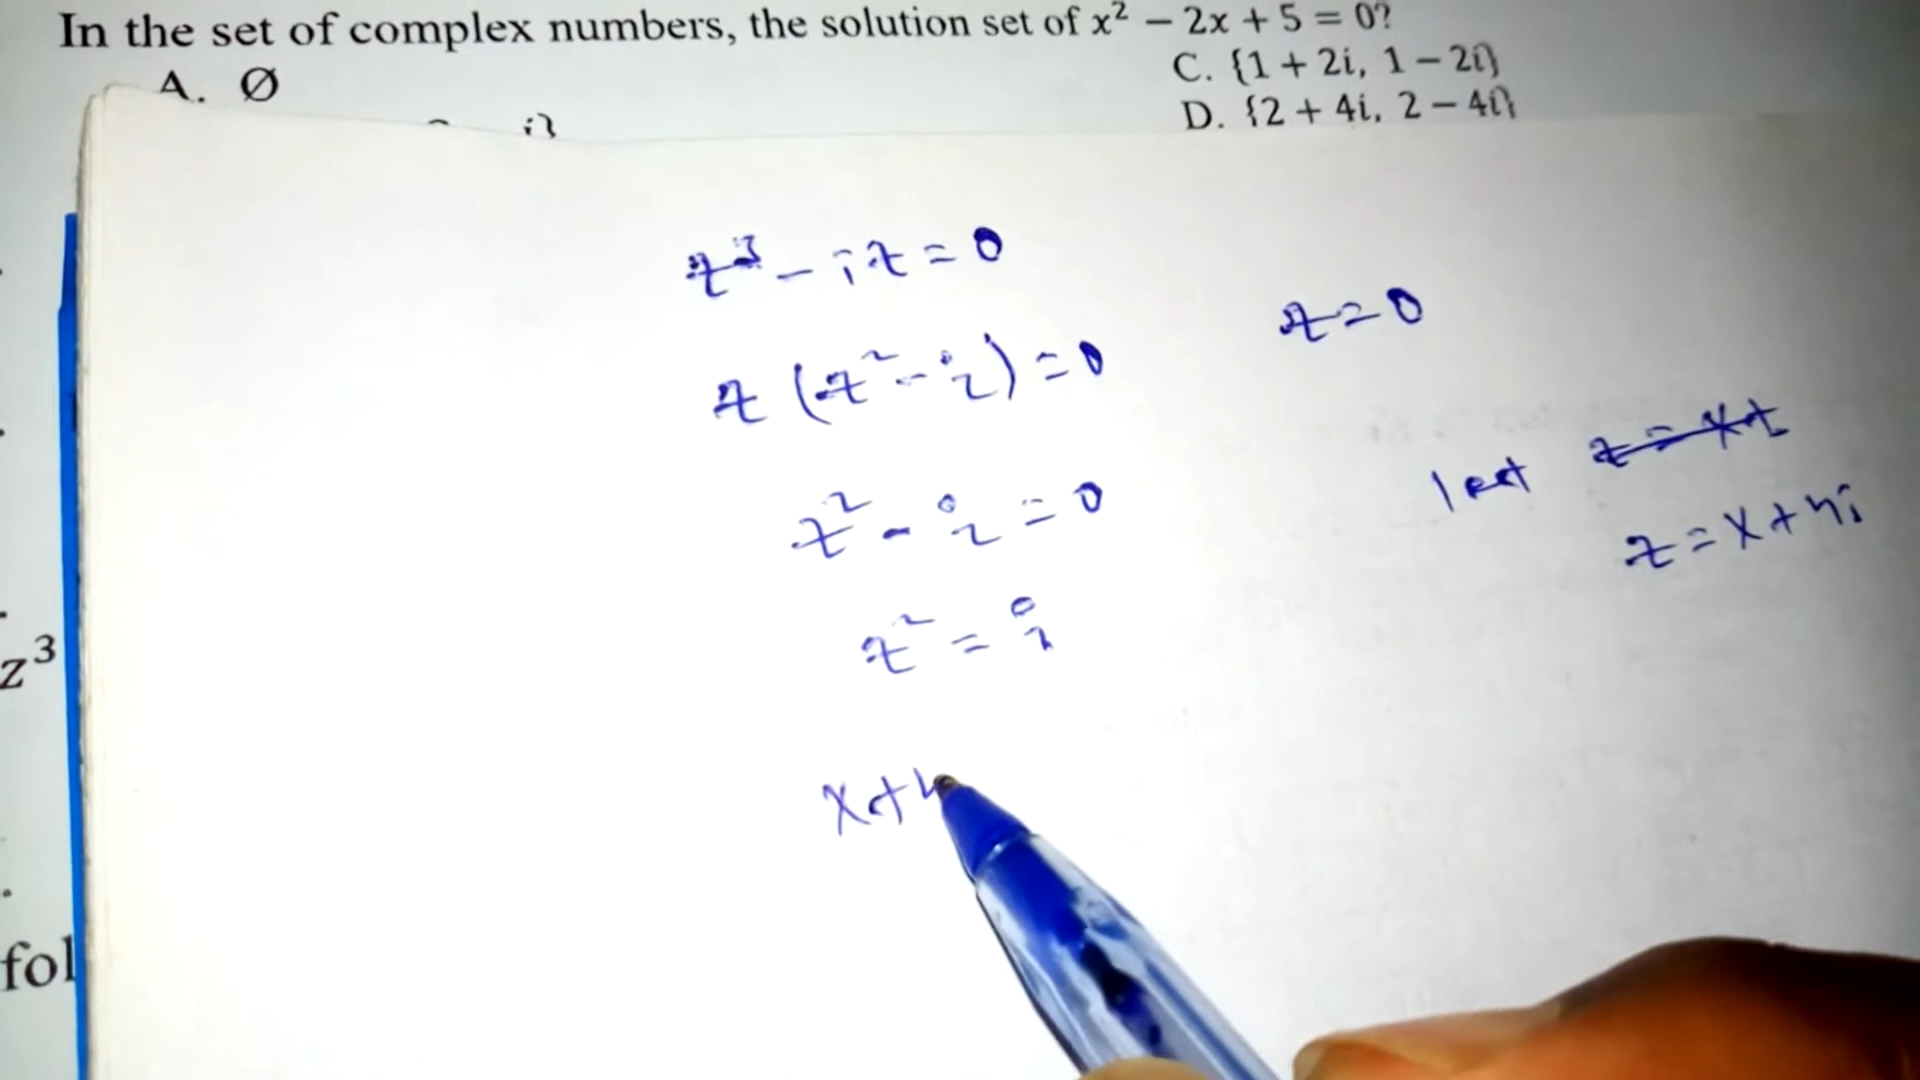 In the set of complex numbers, the solution set of x² − 2x + 5 = 0?
A. Ø
C. {1 + 2i, 1 − 2i}
D. {2 + 4i, 2 − 4i}
i}
z³ − iz = 0
z = 0
z (z² − i) = 0
let
z = x + yi
z² − i = 0
z² = i
z³
x + y
fol